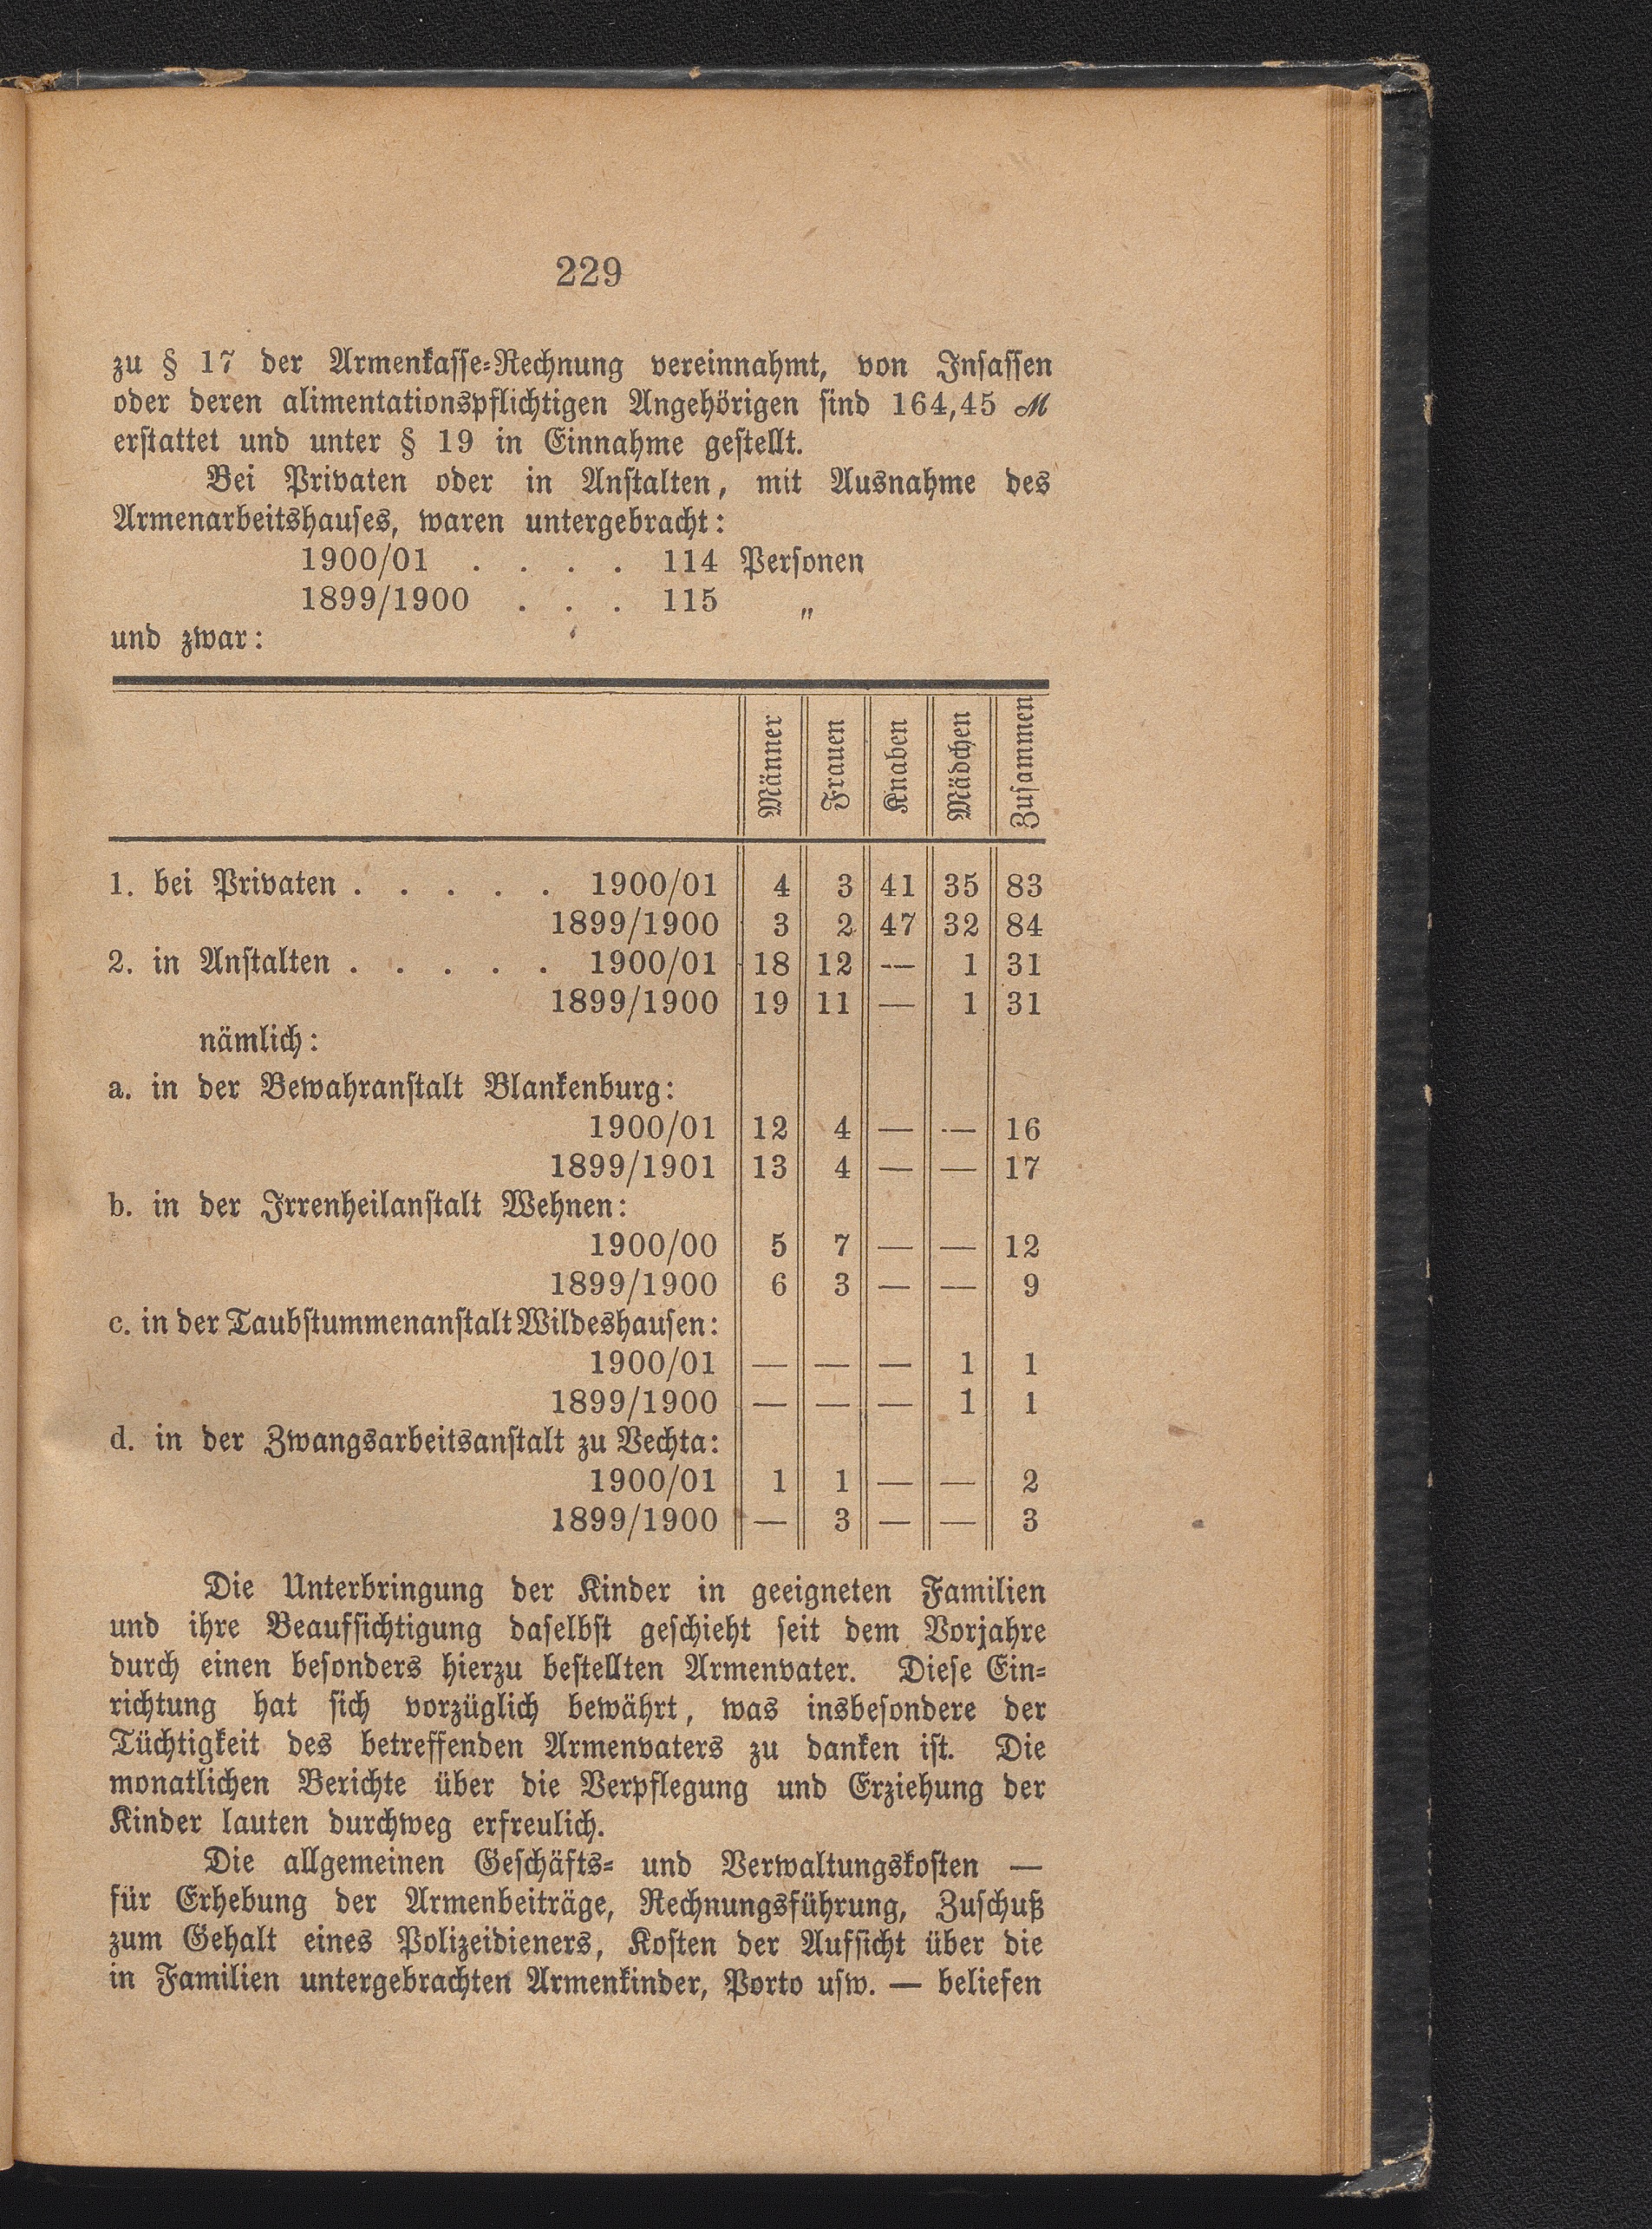 229
zu § 17 der Armenkasse-Rechnung vereinnahmt, von Insassen
oder deren alimentationspflichtigen Angehörigen sind 164,45 ℳ
erstattet und unter § 19 in Einnahme gestellt.
Bei Privaten oder in Anstalten, mit Ausnahme des
Armenarbeitshauses, waren untergebracht:
1900/01 . . . . 114 Personen
1899/1900 . . . 115 „
und zwar:
Männer Frauen Knaben Mädchen Zusammen
1. bei Privaten . . . . . 1900/01 4 3 41 35 83
1899/1900 3 2 47 32 84
2. in Anstalten . . . . . 1900/01 18 12 — 1 31
1899/1900 19 11 — 1 31
nämlich:
a. in der Bewahranstalt Blankenburg:
1900/01 12 4 — — 16
1899/1901 13 4 — — 17
b. in der Irrenheilanstalt Wehnen:
1900/00 5 7 — — 12
1899/1900 6 3 — — 9
c. in der Taubstummenanstalt Wildeshausen:
1900/01 — — — 1 1
1899/1900 — — — 1 1
d. in der Zwangsarbeitsanstalt zu Vechta:
1900/01 1 1 — — 2
1899/1900 — 3 — — 3
Die Unterbringung der Kinder in geeigneten Familien
und ihre Beaufsichtigung daselbst geschieht seit dem Vorjahre
durch einen besonders hierzu bestellten Armenvater. Diese Ein-
richtung hat sich vorzüglich bewährt, was insbesondere der
Tüchtigkeit des betreffenden Armenvaters zu danken ist. Die
monatlichen Berichte über die Verpflegung und Erziehung der
Kinder lauten durchweg erfreulich.
Die allgemeinen Geschäfts- und Verwaltungskosten —
für Erhebung der Armenbeiträge, Rechnungsführung, Zuschuß
zum Gehalt eines Polizeidieners, Kosten der Aufsicht über die
in Familien untergebrachten Armenkinder, Porto usw. — beliefen